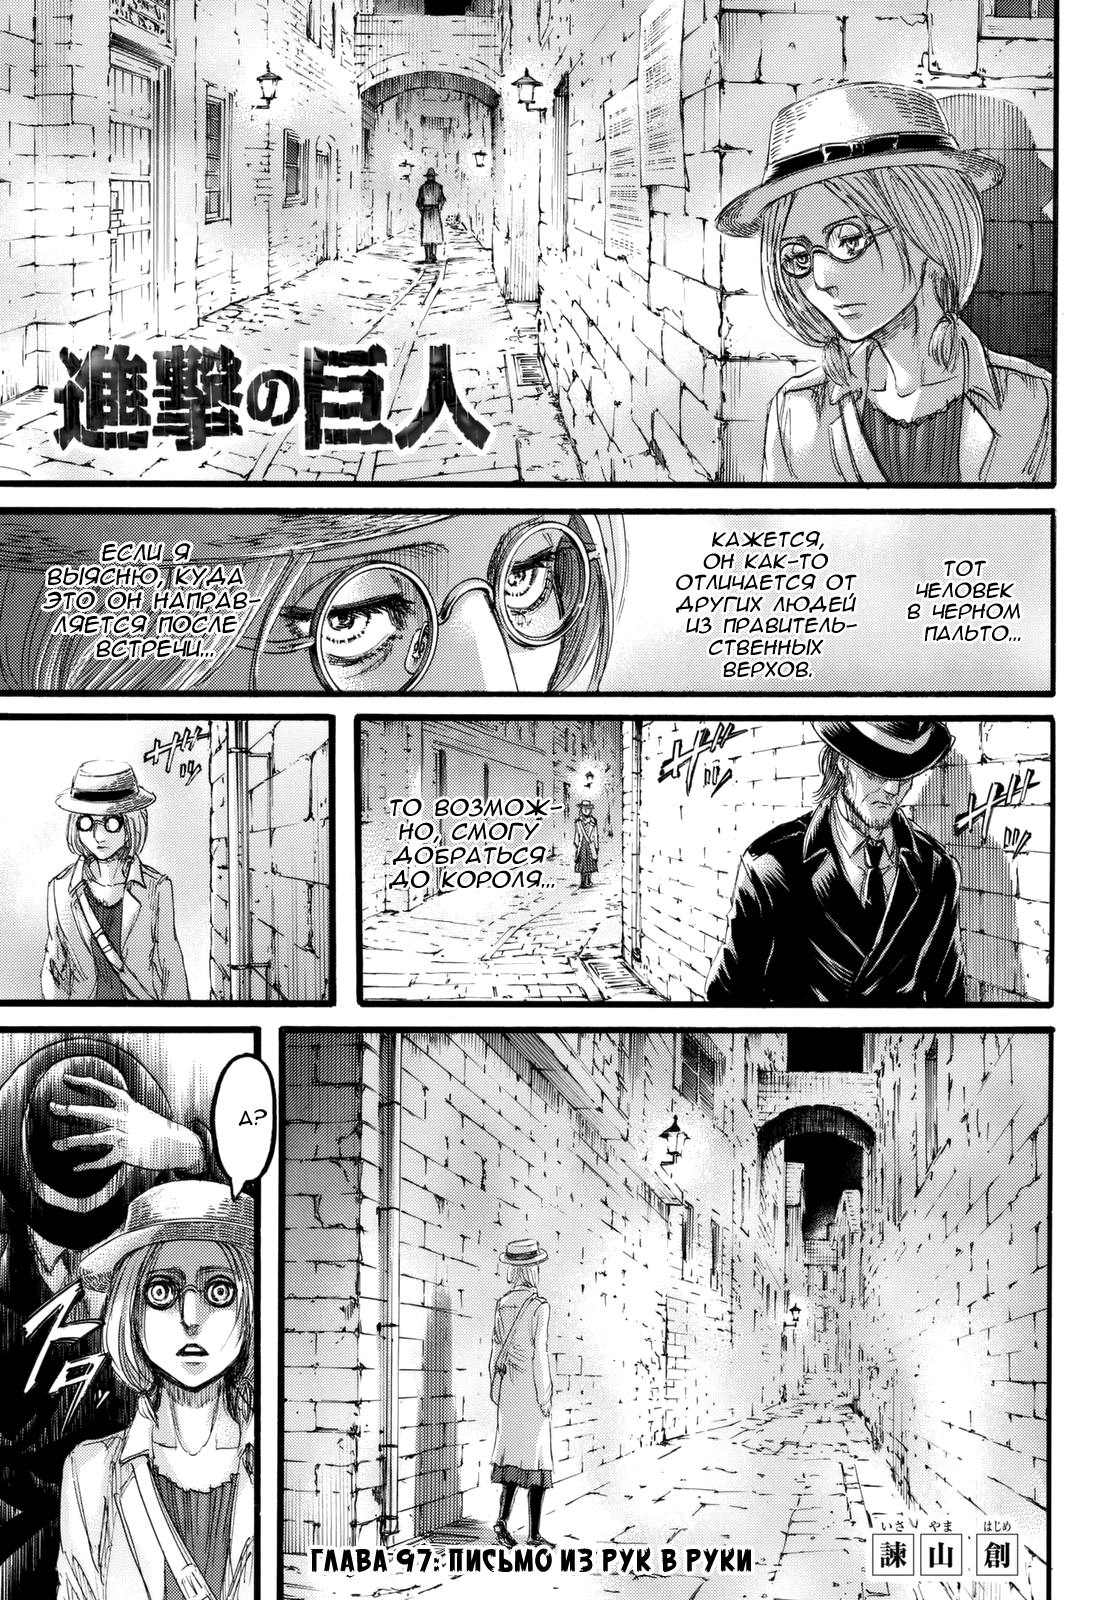 進撃の巨人
ТОТ
ЧЕЛОВЕК
В ЧЕРНОМ
ПАЛЬТО...
КАЖЕТСЯ,
ОН КАК-ТО
ОТЛИЧАЕТСЯ ОТ
ДРУГИХ ЛЮДЕЙ
ИЗ ПРАВИТЕЛЬ-
СТВЕННЫХ
ВЕРХОВ.
ЕСЛИ Я
ВЫЯСНЮ, КУДА
ЭТО ОН НАПРАВ-
ЛЯЕТСЯ ПОСЛЕ
ВСТРЕЧИ...
ТО ВОЗМОЖ-
НО, СМОГУ
ДОБРАТЬСЯ
ДО КОРОЛЯ...
А?
ГЛАВА 97: ПИСЬМО ИЗ РУК В РУКИ
いさ やま はじめ
諫山創